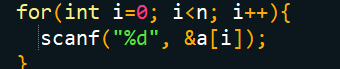 for(int i=0; i<n; i++){
scanf("%d", &a[i]);
}